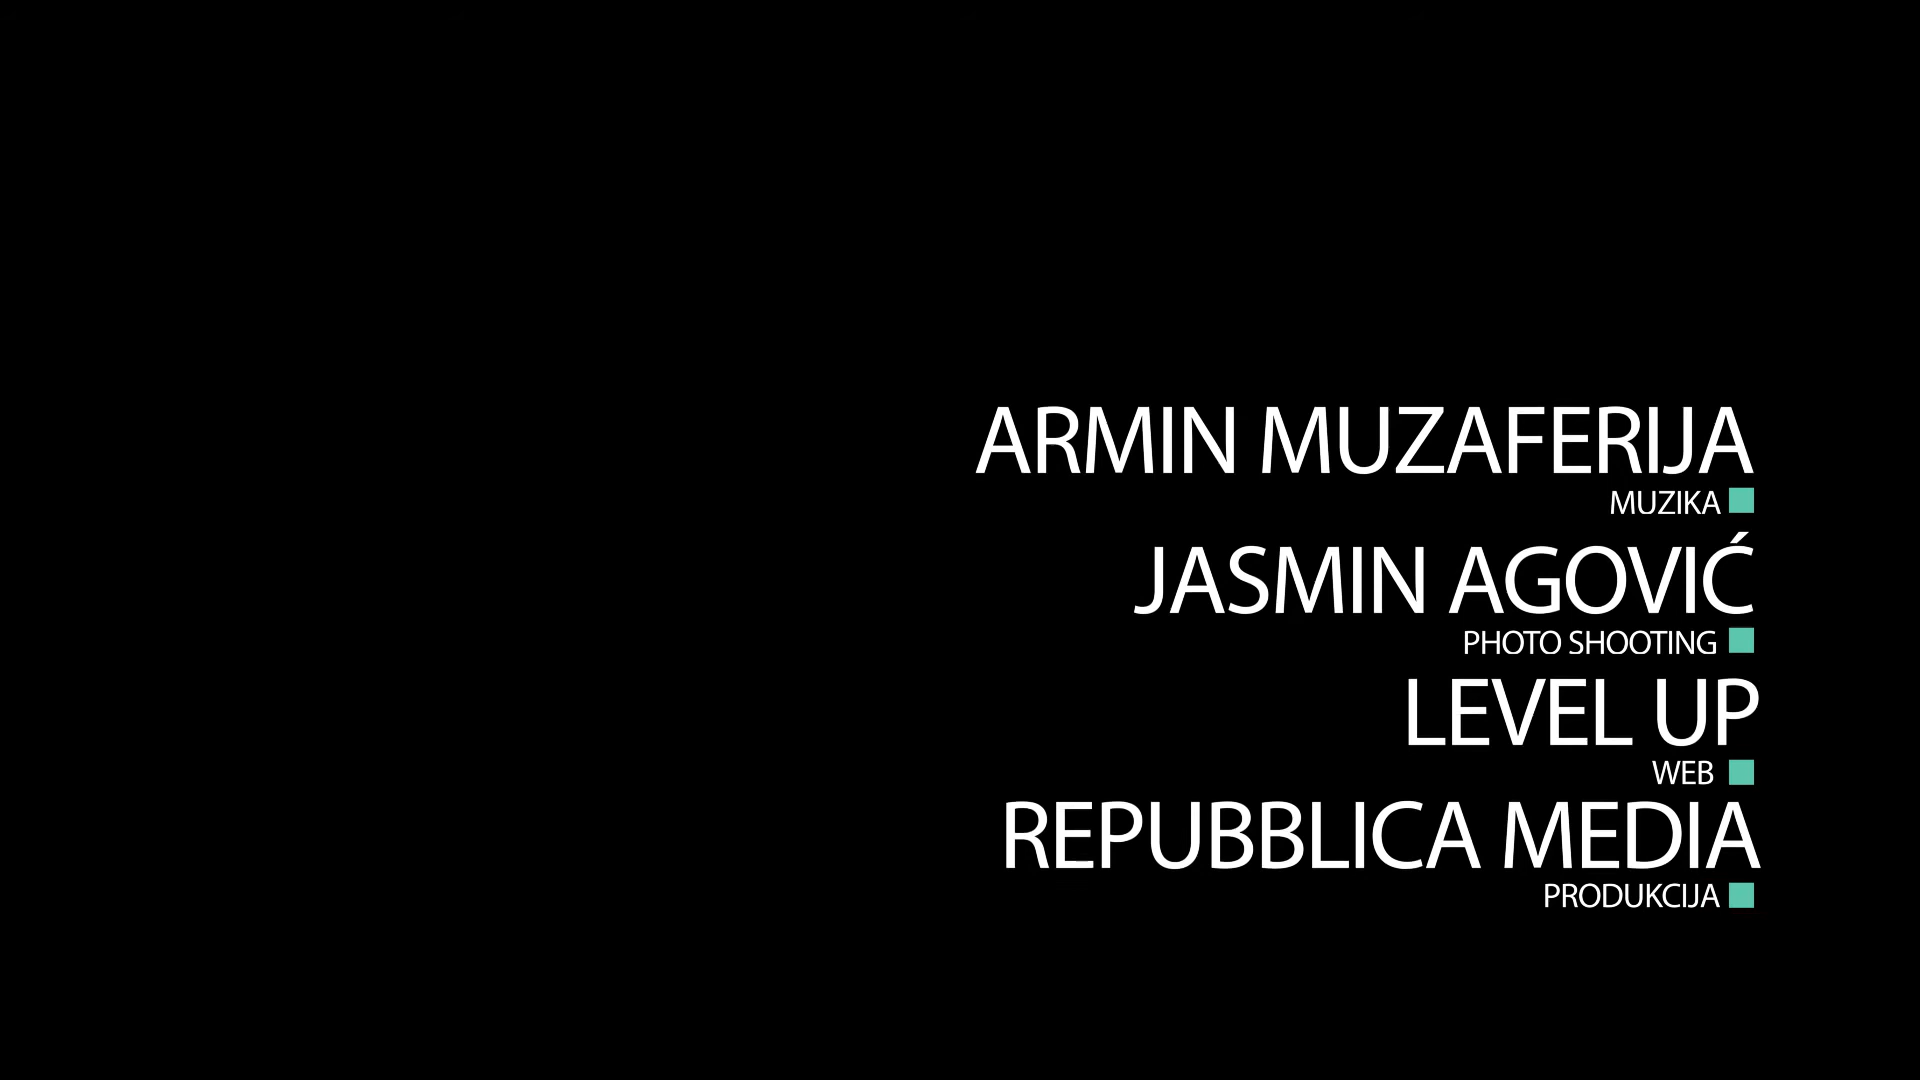 ARMIN MUZAFERIJA
MUZIKA
JASMIN AGOVIĆ
PHOTO SHOOTING
LEVEL UP
WEB
REPUBBLICA MEDIA
PRODUKCIJA